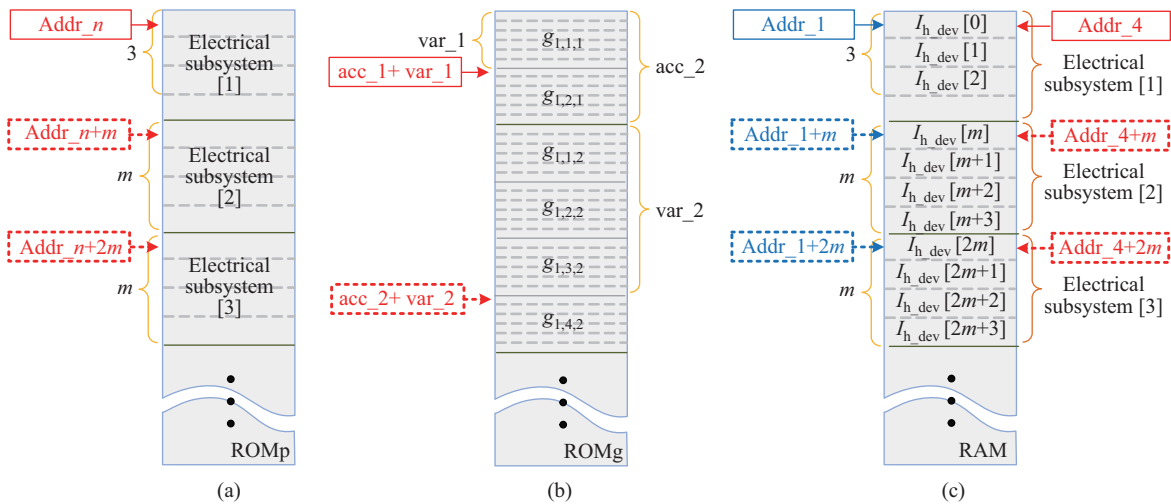 Addr_n
3
Electrical
subsystem
[1]
Addr_n+m
m
Electrical
subsystem
[2]
Addr_n+2m
m
Electrical
subsystem
[3]
ROMp
(a)
var_1
g1,1,1
acc_1+ var_1
g1,2,1
acc_2
g1,1,2
g1,2,2
var_2
g1,3,2
acc_2+ var_2
g1,4,2
ROMg
(b)
Addr_1
Ih_dev [0]
Addr_4
3
Ih_dev [1]
Ih_dev [2]
Electrical
subsystem [1]
Addr_1+m
Ih_dev [m]
Addr_4+m
m
Ih_dev [m+1]
Ih_dev [m+2]
Ih_dev [m+3]
Electrical
subsystem [2]
Addr_1+2m
Ih_dev [2m]
Addr_4+2m
m
Ih_dev [2m+1]
Ih_dev [2m+2]
Ih_dev [2m+3]
Electrical
subsystem [3]
RAM
(c)